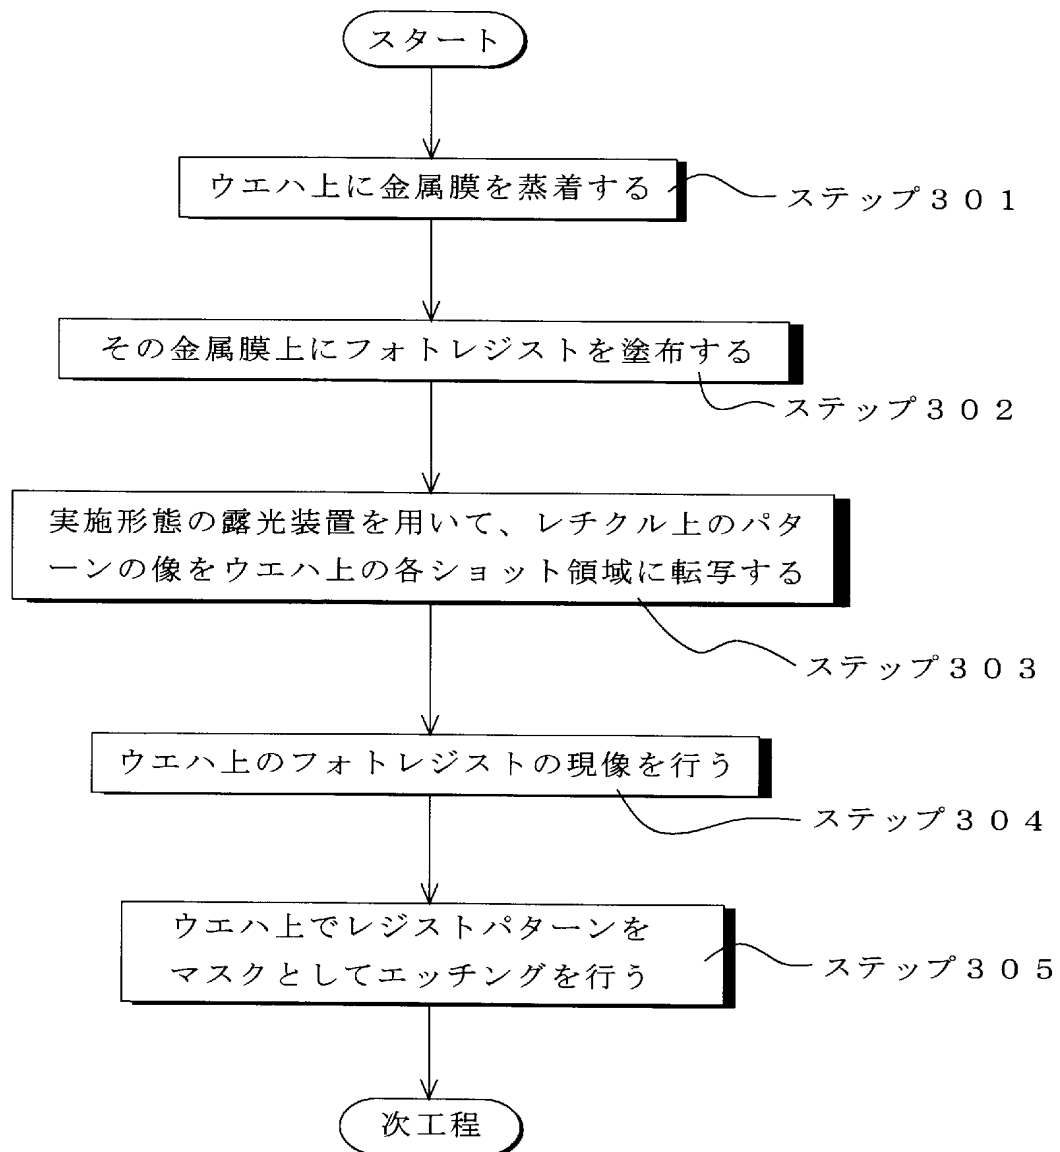 スタート
ウエハ上に金属膜を蒸着する
ステップ３０１
その金属膜上にフォトレジストを塗布する
ステップ３０２
実施形態の露光装置を用いて、レチクル上のパタ
ーンの像をウエハ上の各ショット領域に転写する
ステップ３０３
ウエハ上のフォトレジストの現像を行う
ステップ３０４
ウエハ上でレジストパターンを
マスクとしてエッチングを行う
ステップ３０５
次工程